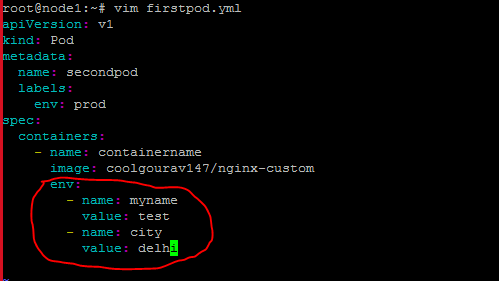 root@node1:~# vim firstpod.yml
apiVersion: v1
kind: Pod
metadata:
  name: secondpod
  labels:
    env: prod
spec:
  containers:
    - name: containername
      image: coolgourav147/nginx-custom
      env:
        - name: myname
          value: test
        - name: city
          value: delhi
~